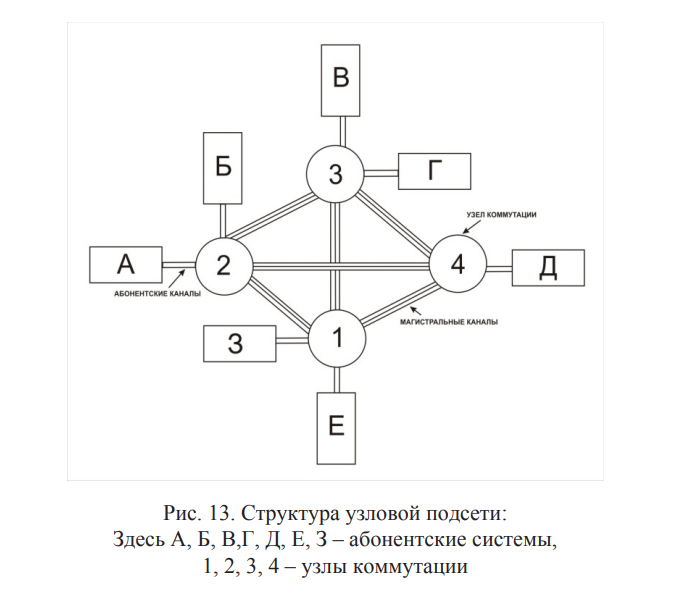 В
Б
3
Г
УЗЕЛ КОММУТАЦИИ
А
2
4
Д
АБОНЕНТСКИЕ КАНАЛЫ
МАГИСТРАЛЬНЫЕ КАНАЛЫ
З
1
Е
Рис. 13. Структура узловой подсети:
Здесь А, Б, В,Г, Д, Е, З – абонентские системы,
1, 2, 3, 4 – узлы коммутации